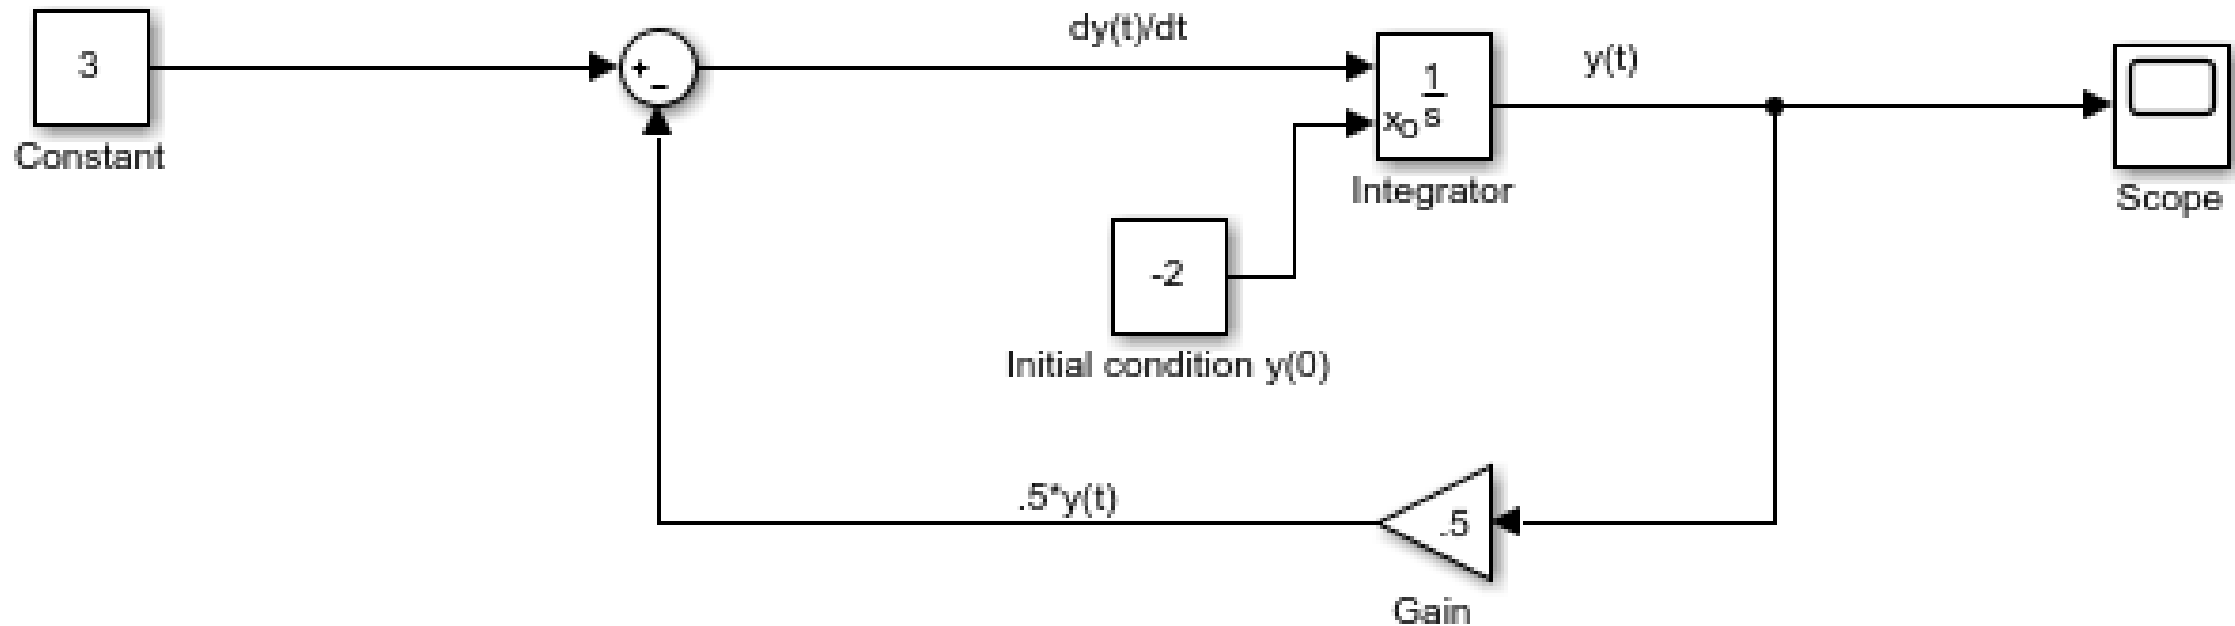 3
Constant
+
−
dy(t)/dt
1
s
x₀
Integrator
y(t)
Scope
-2
Initial condition y(0)
.5*y(t)
.5
Gain